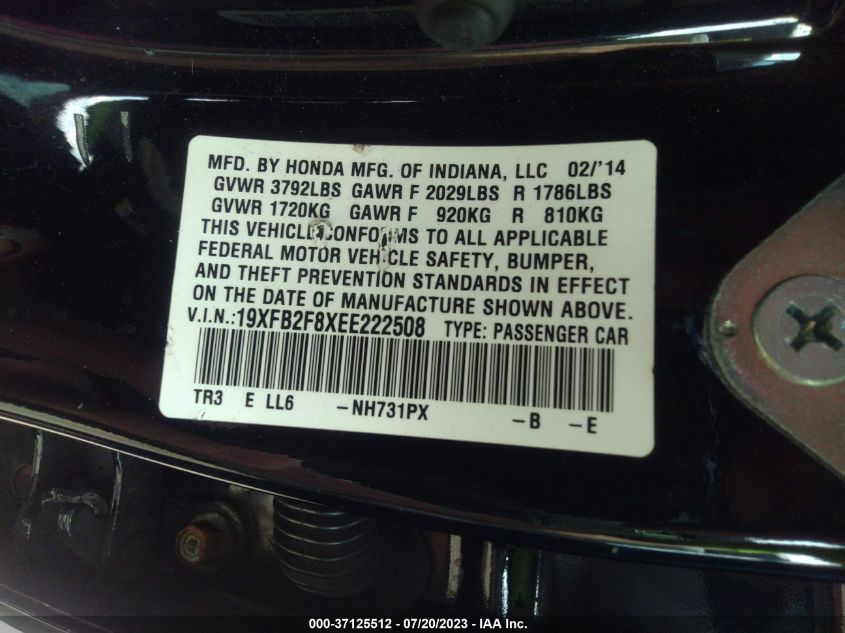 MFD. BY HONDA MFG. OF INDIANA, LLC 02/'14
GVWR 3792LBS GAWR F 2029LBS R 1786LBS
GVWR 1720KG GAWR F 920KG R 810KG
THIS VEHICLE CONFORMS TO ALL APPLICABLE
FEDERAL MOTOR VEHICLE SAFETY, BUMPER,
AND THEFT PREVENTION STANDARDS IN EFFECT
ON THE DATE OF MANUFACTURE SHOWN ABOVE.
V.I.N.:19XFB2F8XEE222508 TYPE: PASSENGER CAR
TR3 E LL6 -NH731PX -B -E
000-37125512 / 07/20/2023 - IAA, Inc.